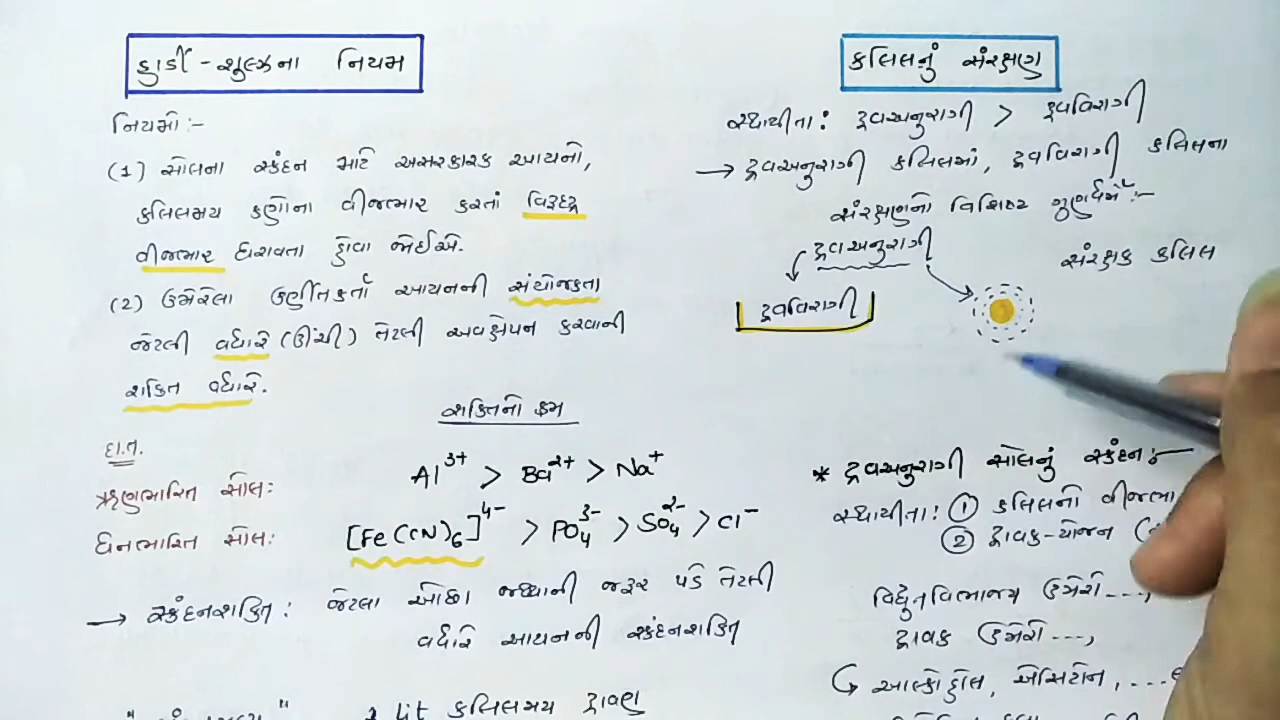 હાર્ડી - શુલ્ઝના નિયમ
નિયમો :-
(1) સોલના સ્કંદન માટે અસરકારક આયનો,
કલિલમય કણોના વીજભાર કરતાં વિરૂદ્ધ
વીજભાર ધરાવતા હોવા જોઈએ.
(2) ઉમેરેલા ઉર્ણીતકર્તા આયનની સંયોજકતા
જેટલી વધારે (ઊંચી) તેટલી અવક્ષેપન કરવાની
શક્તિ વધારે.
શક્તિનો ક્રમ
દા.ત.
ઋણભારિત સોલ: Al³⁺ > Ba²⁺ > Na⁺
ધનભારિત સોલ: [Fe(CN)₆]⁴⁻ > PO₄³⁻ > SO₄²⁻ > Cl⁻
→ સ્કંદનશક્તિ : જેટલા ઓછા જથ્થાની જરૂર પડે તેટલી
વધારે આયનની સ્કંદનશક્તિ
1 lit કલિલમય દ્રાવણ
કલિલનું સંરક્ષણ
સ્થાયીતા : દ્રવઅનુરાગી > દ્રવવિરાગી
→ દ્રવઅનુરાગી કલિલમાં, દ્રવવિરાગી કલિલના
સંરક્ષણનો વિશિષ્ટ ગુણધર્મ :-
દ્રવઅનુરાગી
સંરક્ષક કલિલ
દ્રવવિરાગી
* દ્રવઅનુરાગી સોલનું સ્કંદન :-
સ્થાયીતા : ① કલિલનો વીજભા
② દ્રાવક-યોજન
વિદ્યુતવિભાજ્ય ઉમેરો ---,
દ્રાવક ઉમેરો ---,
↪ આલ્કોહોલ, એસિટોન, ---